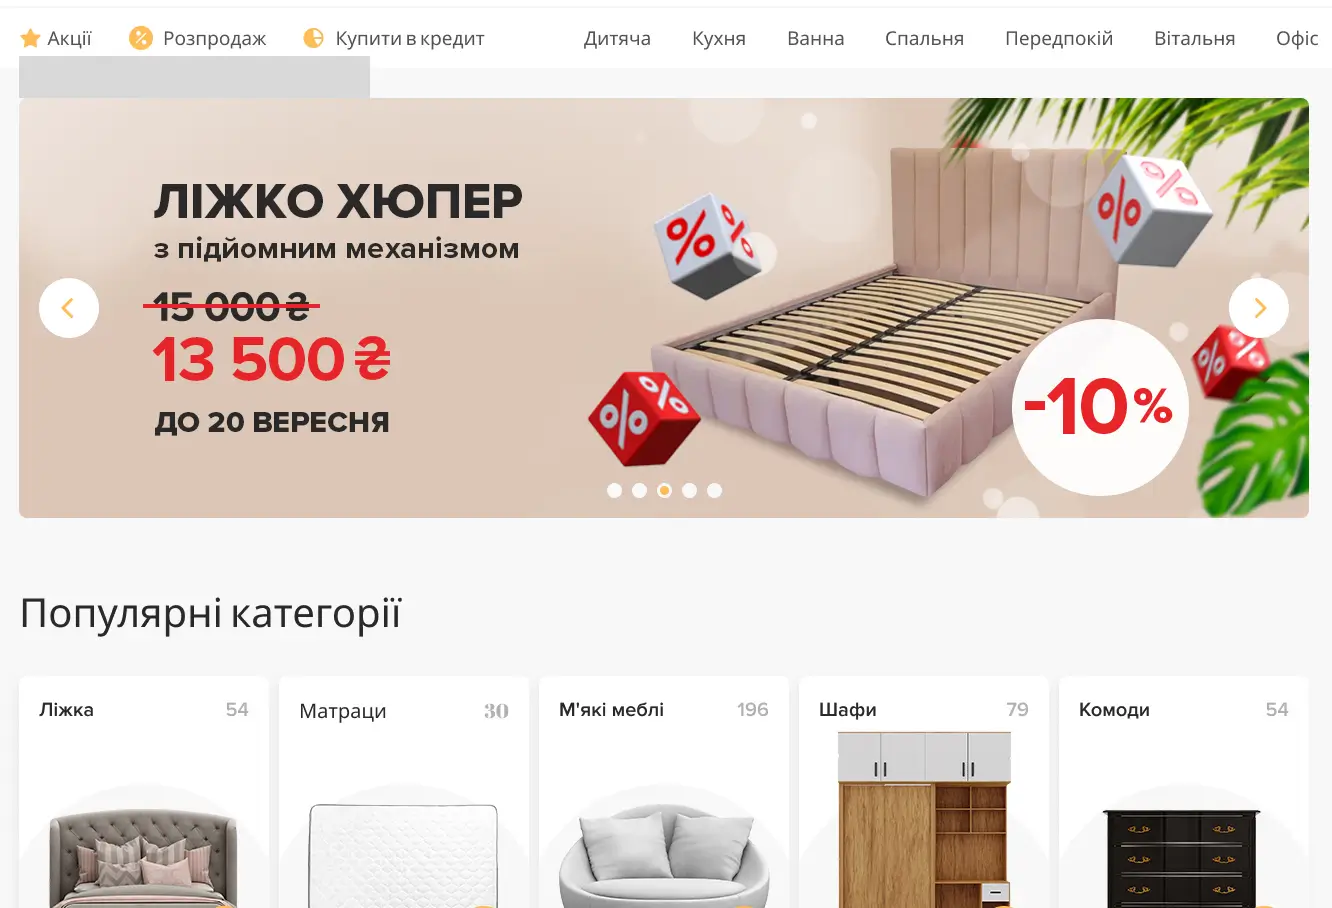 Акції Розпродаж Купити в кредит Дитяча Кухня Ванна Спальня Передпокій Вітальня Офіс
ЛІЖКО ХЮПЕР
з підйомним механізмом
15 000 ₴
13 500 ₴
ДО 20 ВЕРЕСНЯ
% % % % % % % %
-10%
Популярні категорії
Ліжка 54
Матраци 30
М'які меблі 196
Шафи 79
Комоди 54